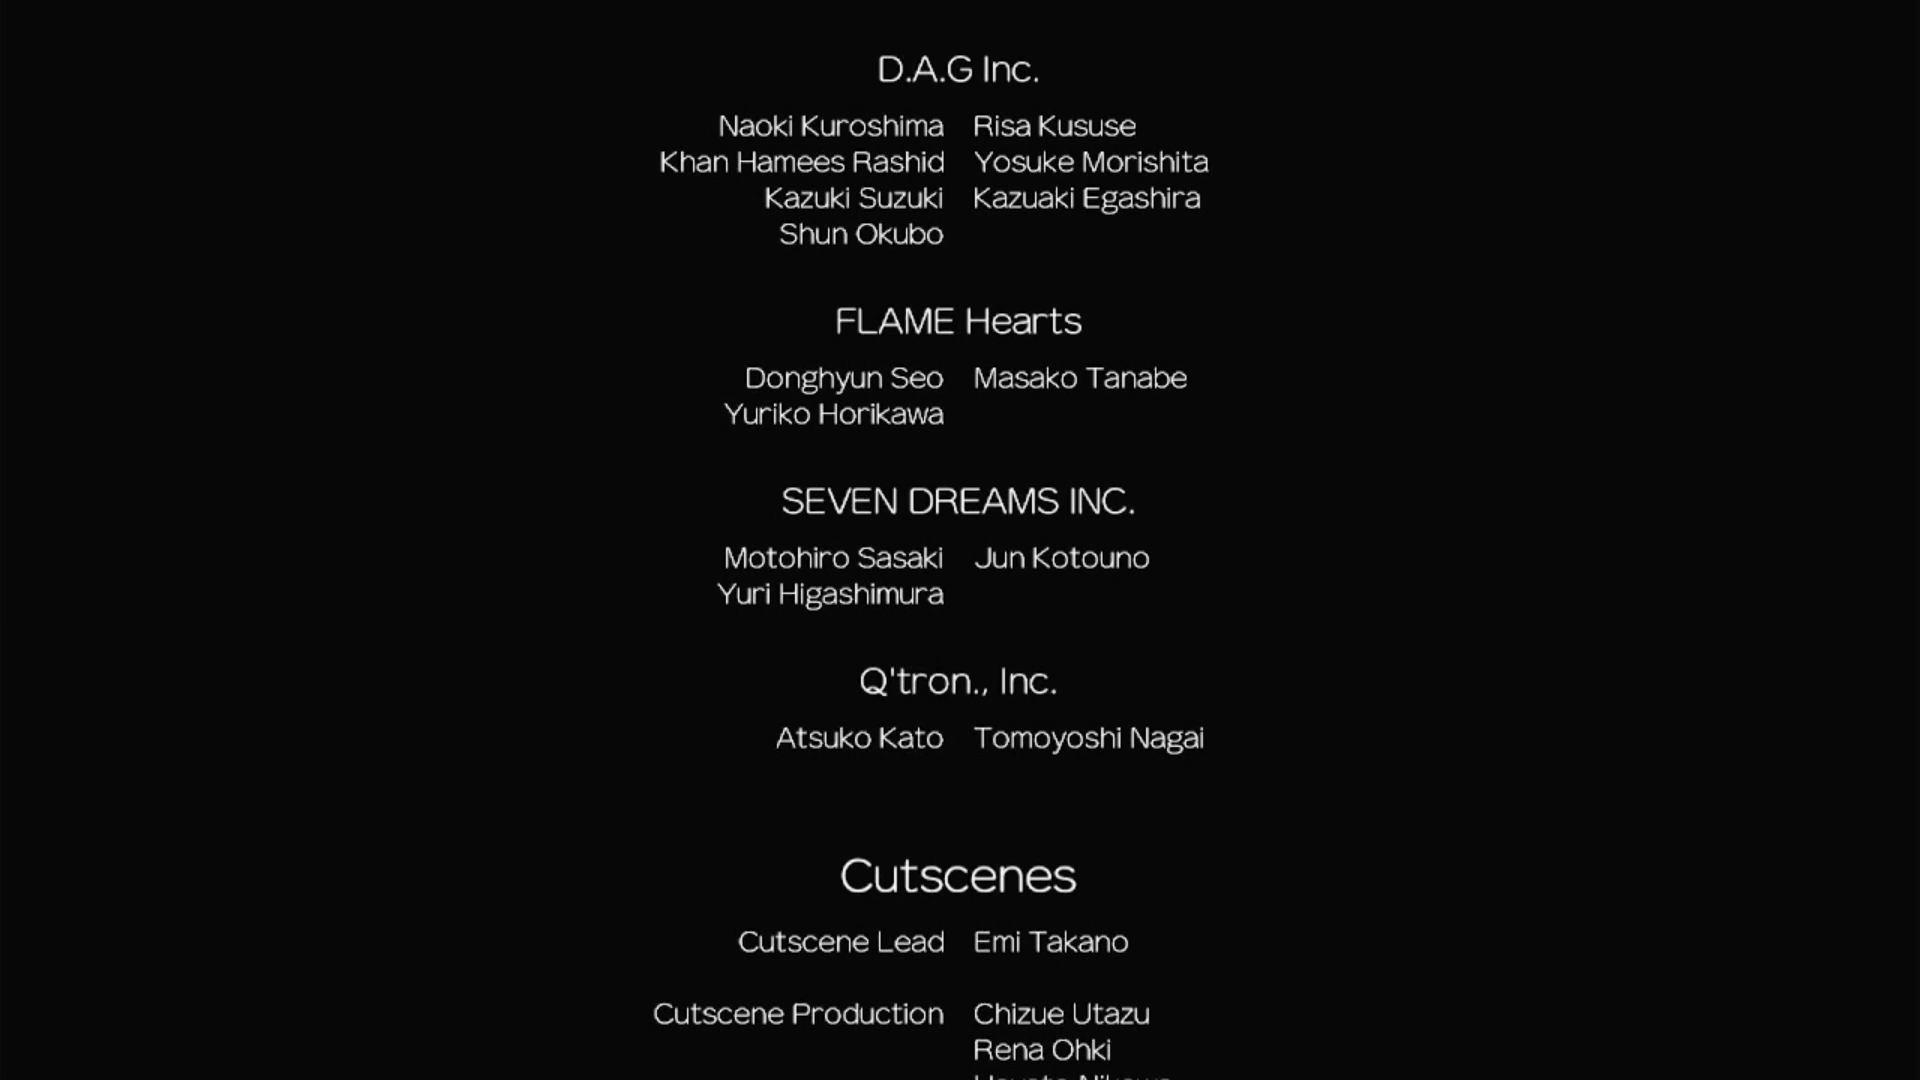 D.A.G Inc.
Naoki Kuroshima Risa Kususe
Khan Hamees Rashid Yosuke Morishita
Kazuki Suzuki Kazuaki Egashira
Shun Okubo
FLAME Hearts
Donghyun Seo Masako Tanabe
Yuriko Horikawa
SEVEN DREAMS INC.
Motohiro Sasaki Jun Kotouno
Yuri Higashimura
Q'tron., Inc.
Atsuko Kato Tomoyoshi Nagai
Cutscenes
Cutscene Lead Emi Takano
Cutscene Production Chizue Utazu
Rena Ohki